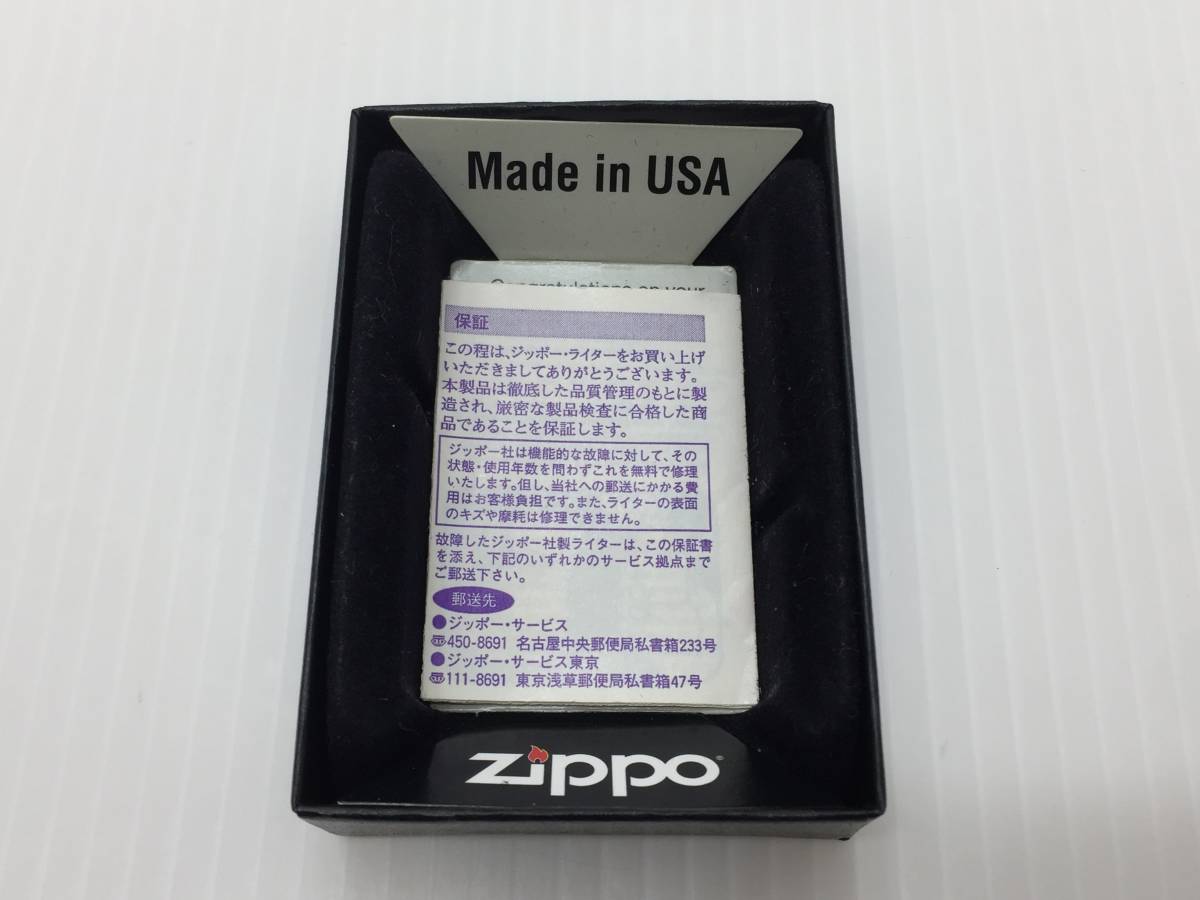 Made in USA
Congratulations on your
保証
この程は、ジッポー・ライターをお買い上げ
いただきましてありがとうございます。
本製品は徹底した品質管理のもとに製
造され、厳密な製品検査に合格した商
品であることを保証します。
ジッポー社は機能的な故障に対して、その
状態・使用年数を問わずこれを無料で修理
いたします。但し、当社への郵送にかかる費
用はお客様負担です。また、ライターの表面
のキズや摩耗は修理できません。
故障したジッポー社製ライターは、この保証書
を添え、下記のいずれかのサービス拠点まで
ご郵送下さい。
郵送先
●ジッポー・サービス
〠450-8691 名古屋中央郵便局私書箱233号
●ジッポー・サービス東京
〠111-8691 東京浅草郵便局私書箱47号
zippo®